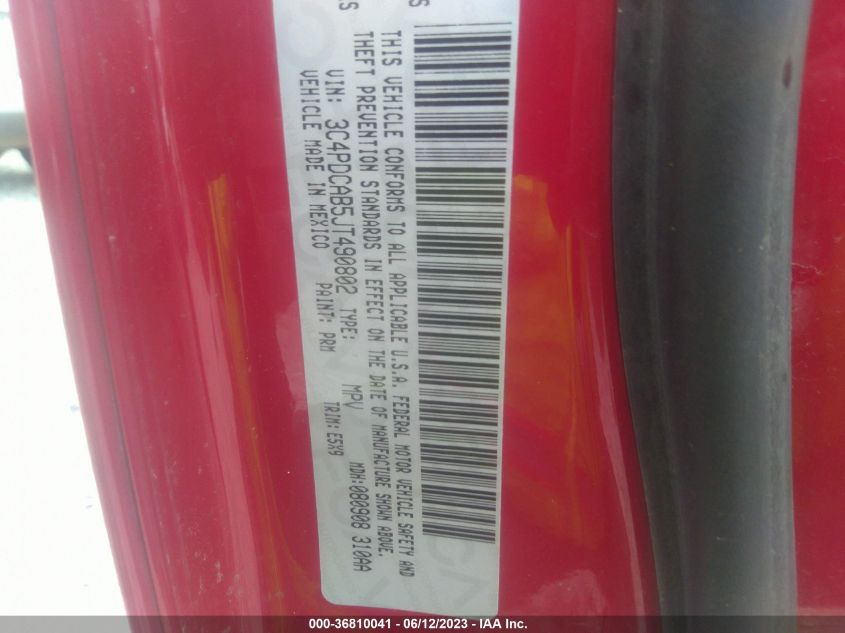 THIS VEHICLE CONFORMS TO ALL APPLICABLE U.S.A. FEDERAL MOTOR VEHICLE SAFETY AND
THEFT PREVENTION STANDARDS IN EFFECT ON THE DATE OF MANUFACTURE SHOWN ABOVE.
VIN: 3C4PDCAB5JT490802 TYPE: MPV MDH:080908 310AA
VEHICLE MADE IN MEXICO PAINT: PRM TRIM: E5X9
000-36810041 - 06/12/2023 - IAA Inc.